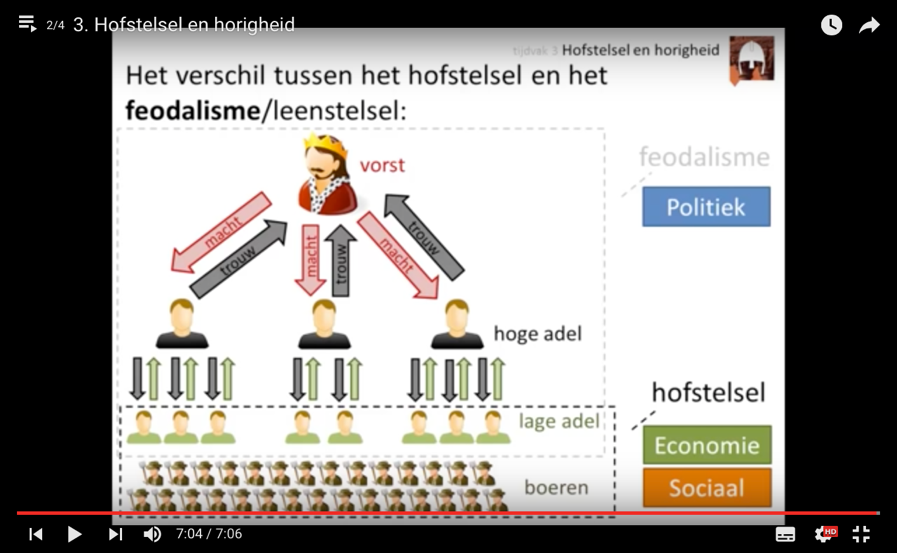 2/4 3. Hofstelsel en horigheid
tijdvak 3 Hofstelsel en horigheid
Het verschil tussen het hofstelsel en het
feodalisme/leenstelsel:
vorst
feodalisme
Politiek
macht
trouw
macht
trouw
macht
trouw
hoge adel
hofstelsel
lage adel
Economie
boeren
Sociaal
7:04 / 7:06
HD